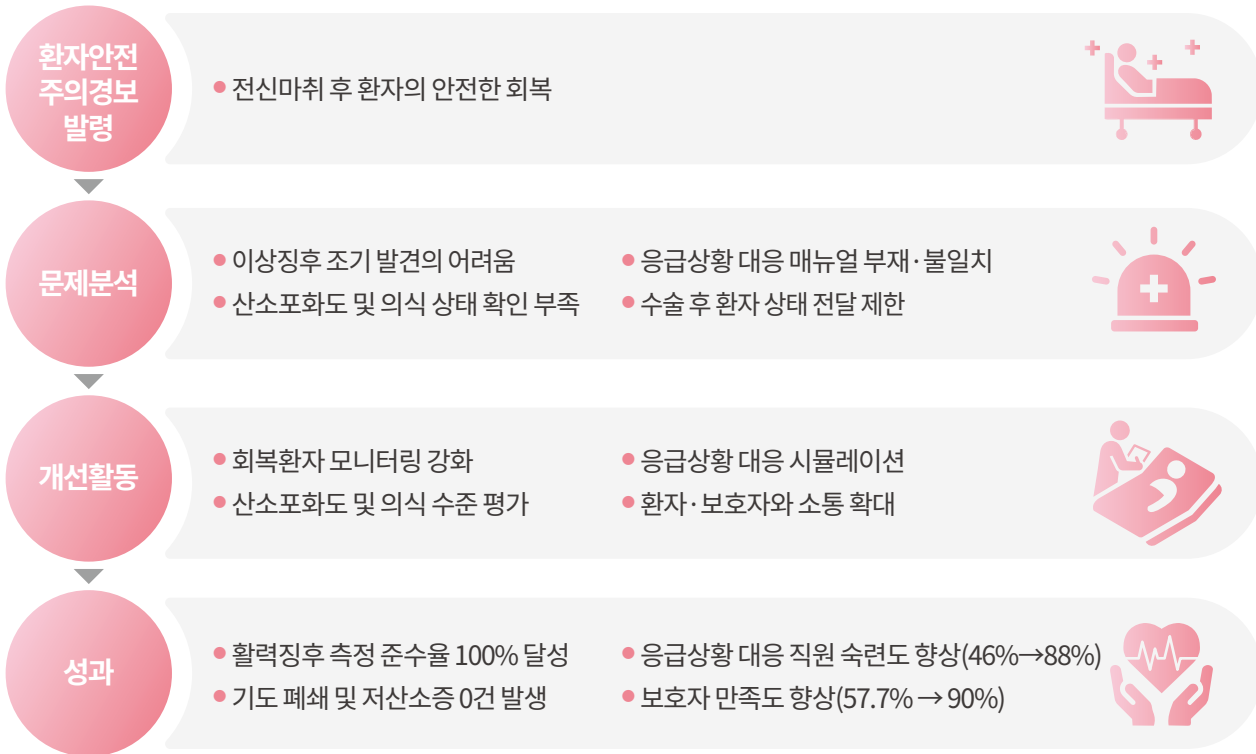 환자안전
주의경보
발령
● 전신마취 후 환자의 안전한 회복
문제분석
● 이상징후 조기 발견의 어려움
● 산소포화도 및 의식 상태 확인 부족
● 응급상황 대응 매뉴얼 부재·불일치
● 수술 후 환자 상태 전달 제한
개선활동
● 회복환자 모니터링 강화
● 산소포화도 및 의식 수준 평가
● 응급상황 대응 시뮬레이션
● 환자·보호자와 소통 확대
성과
● 활력징후 측정 준수율 100% 달성
● 기도 폐쇄 및 저산소증 0건 발생
● 응급상황 대응 직원 숙련도 향상(46%→88%)
● 보호자 만족도 향상(57.7% → 90%)